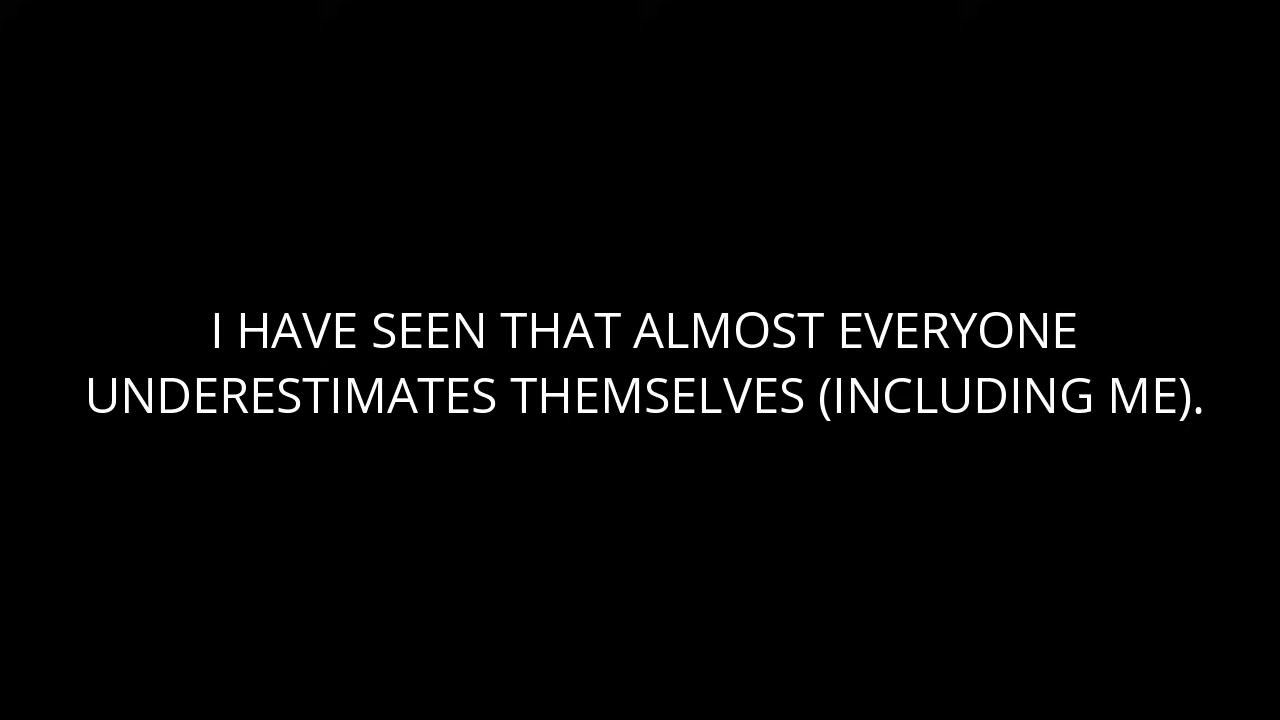 I HAVE SEEN THAT ALMOST EVERYONE
UNDERESTIMATES THEMSELVES (INCLUDING ME).